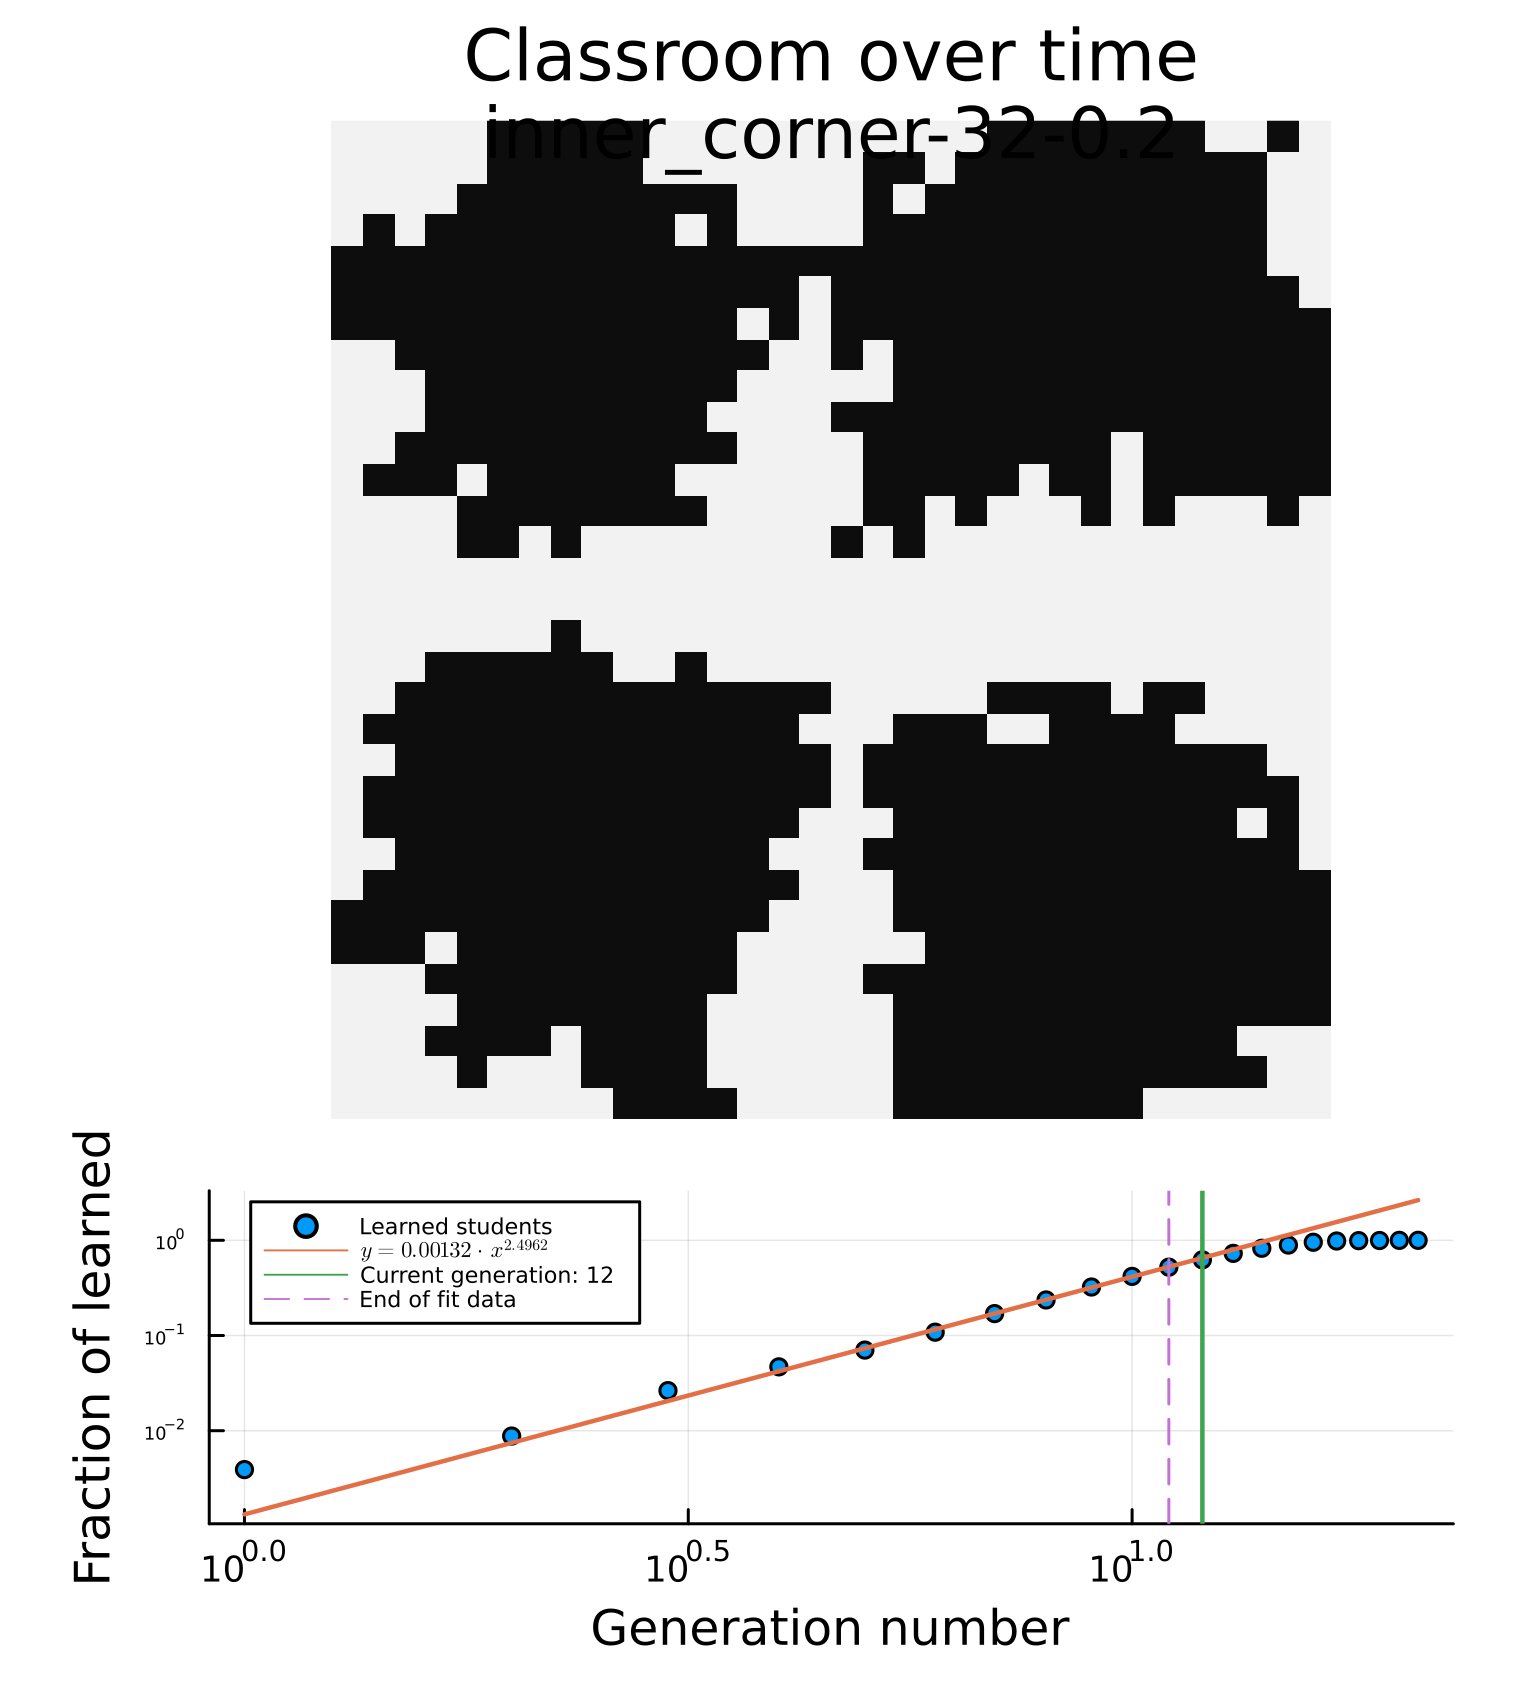 Classroom over time
inner_corner-32-0.2
Fraction of learned
10^0
10^−1
10^−2
Learned students
y = 0.00132 · x^2.4962
Current generation: 12
End of fit data
10^0.0
10^0.5
10^1.0
Generation number